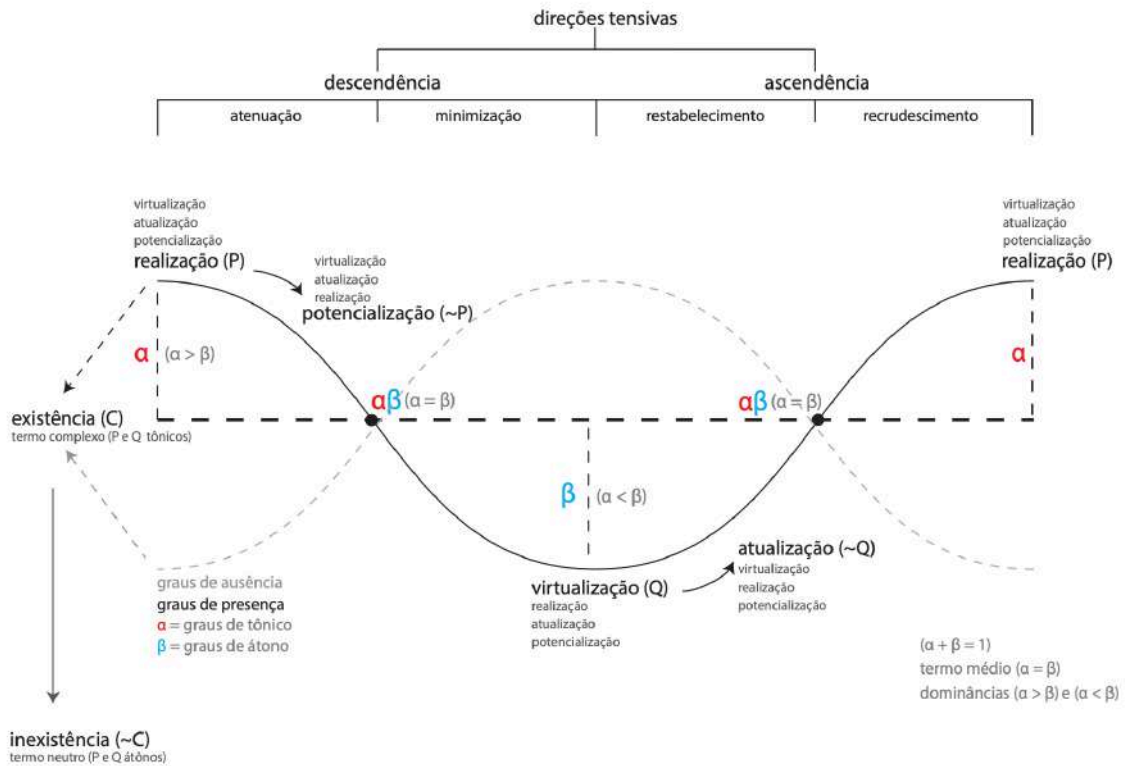 direções tensivas
descendência
ascendência
atenuação
minimização
restabelecimento
recrudescimento
virtualização
atualização
potencialização
realização (P)
virtualização
atualização
realização
potencialização (~P)
virtualização
atualização
potencialização
realização (P)
α (α > β)
αβ (α = β)
αβ (α = β)
α
existência (C)
termo complexo (P e Q tônicos)
β (α < β)
atualização (~Q)
virtualização
realização
potencialização
virtualização (Q)
realização
atualização
potencialização
graus de ausência
graus de presença
α = graus de tônico
β = graus de átono
(α + β = 1)
termo médio (α = β)
dominâncias (α > β) e (α < β)
inexistência (~C)
termo neutro (P e Q átonos)